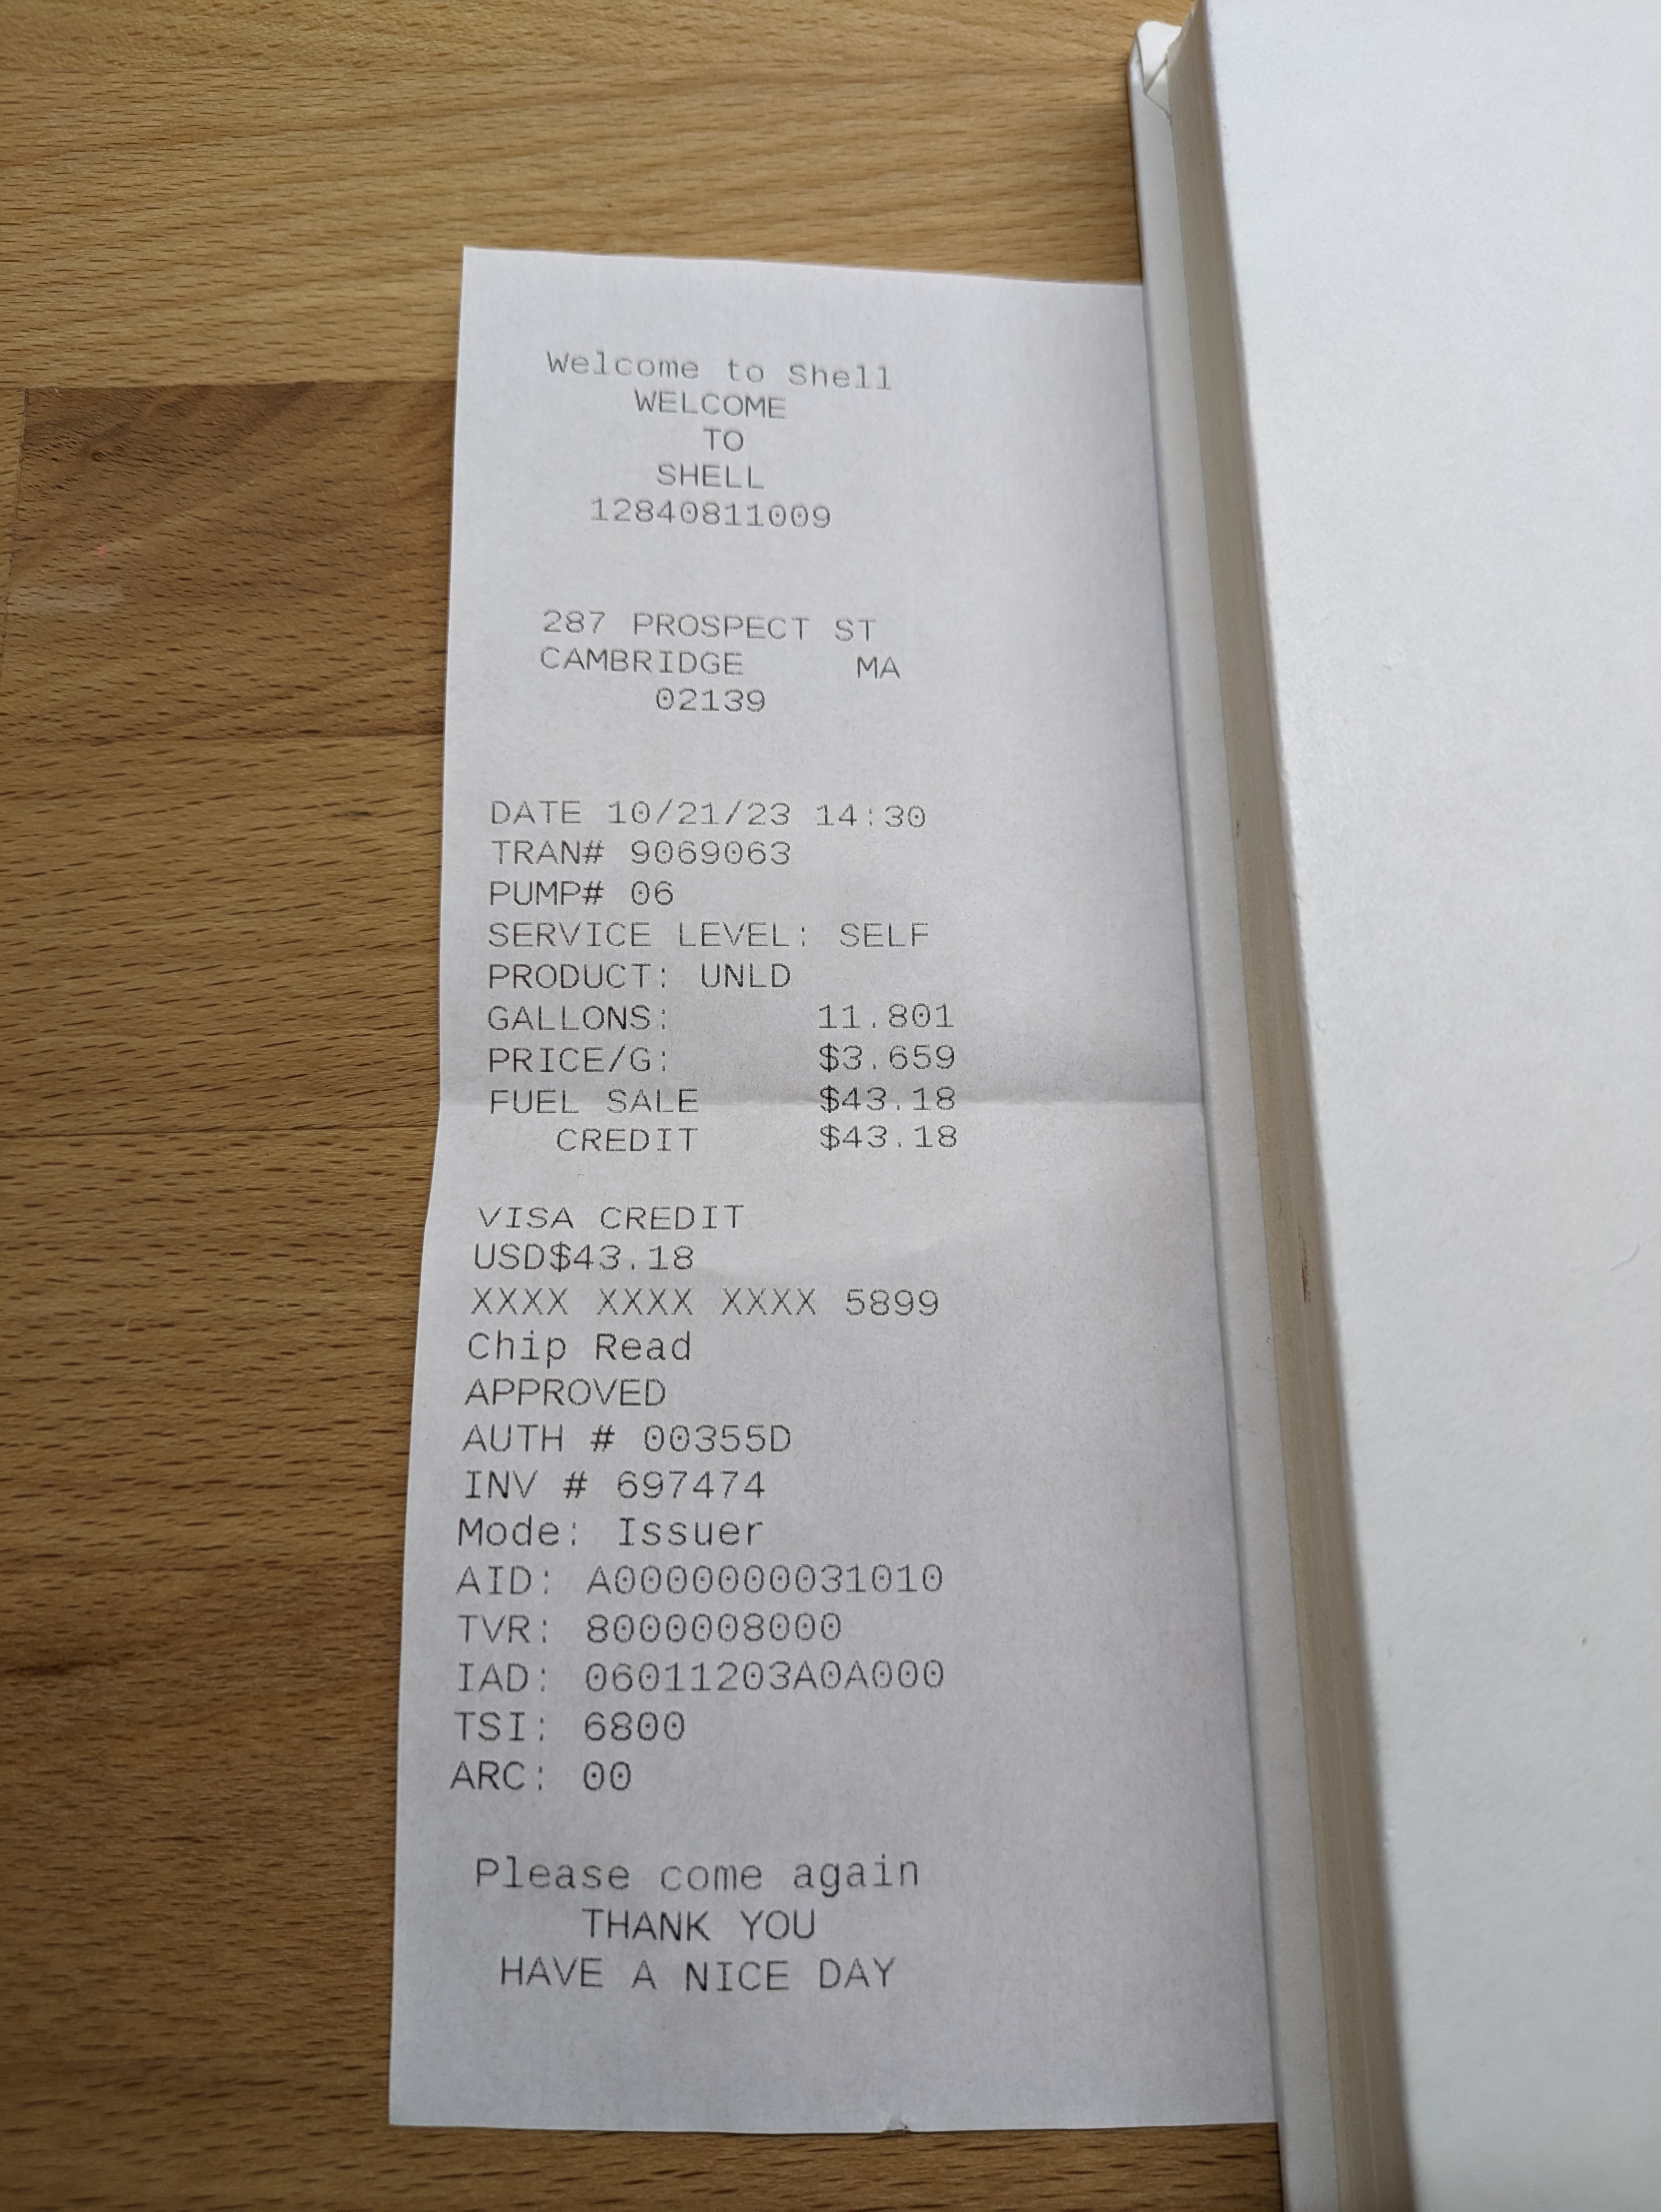 Welcome to Shell
WELCOME
TO
SHELL
12840811009
287 PROSPECT ST
CAMBRIDGE MA
02139
DATE 10/21/23 14:30
TRAN# 9069063
PUMP# 06
SERVICE LEVEL: SELF
PRODUCT: UNLD
GALLONS: 11.801
PRICE/G: $3.659
FUEL SALE $43.18
CREDIT $43.18
VISA CREDIT
USD$43.18
XXXX XXXX XXXX 5899
Chip Read
APPROVED
AUTH # 00355D
INV # 697474
Mode: Issuer
AID: A0000000031010
TVR: 8000008000
IAD: 06011203A0A000
TSI: 6800
ARC: 00
Please come again
THANK YOU
HAVE A NICE DAY